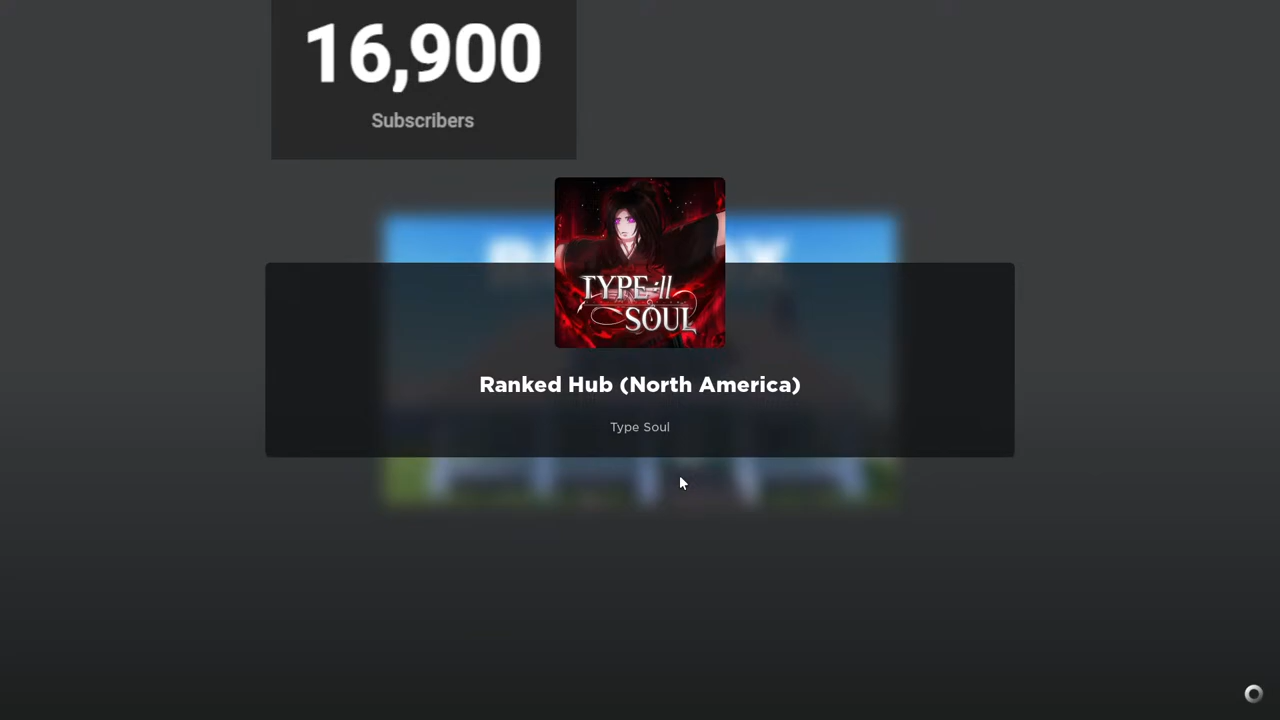 16,900
Subscribers
TYPE://
SOUL
Ranked Hub (North America)
Type Soul